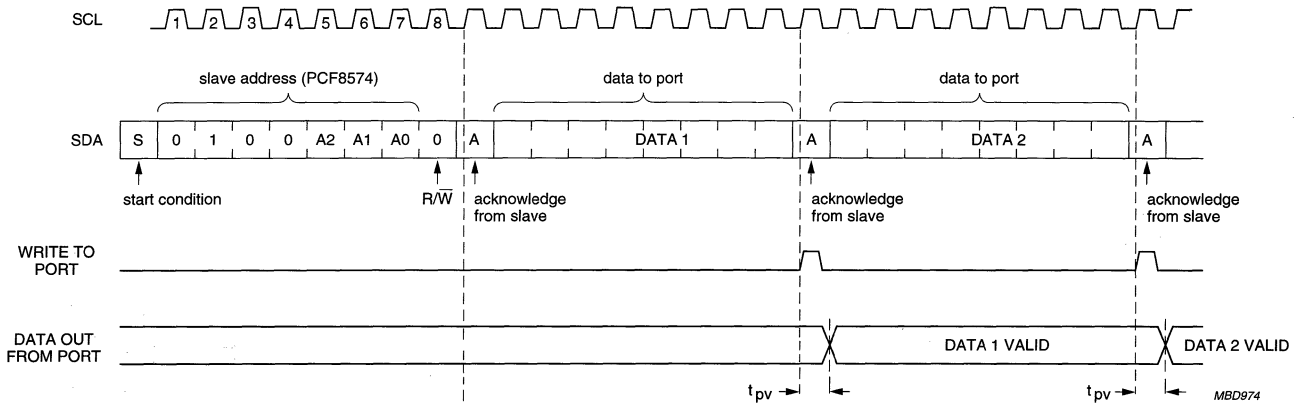 SCL 1 2 3 4 5 6 7 8
slave address (PCF8574) data to port data to port
SDA S 0 1 0 0 A2 A1 A0 0 A DATA 1 A DATA 2 A
start condition R/W̅ acknowledge from slave acknowledge from slave acknowledge from slave
WRITE TO
PORT
DATA OUT
FROM PORT DATA 1 VALID DATA 2 VALID
tpv tpv MBD974